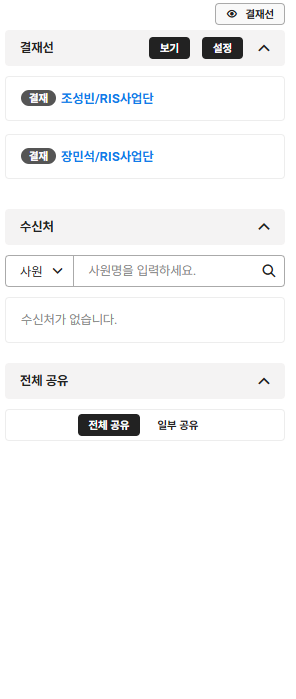 결재선
결재선 보기 설정
결재 조성빈/RIS사업단
결재 장민석/RIS사업단
수신처
사원 사원명을 입력하세요.
수신처가 없습니다.
전체 공유
전체 공유 일부 공유